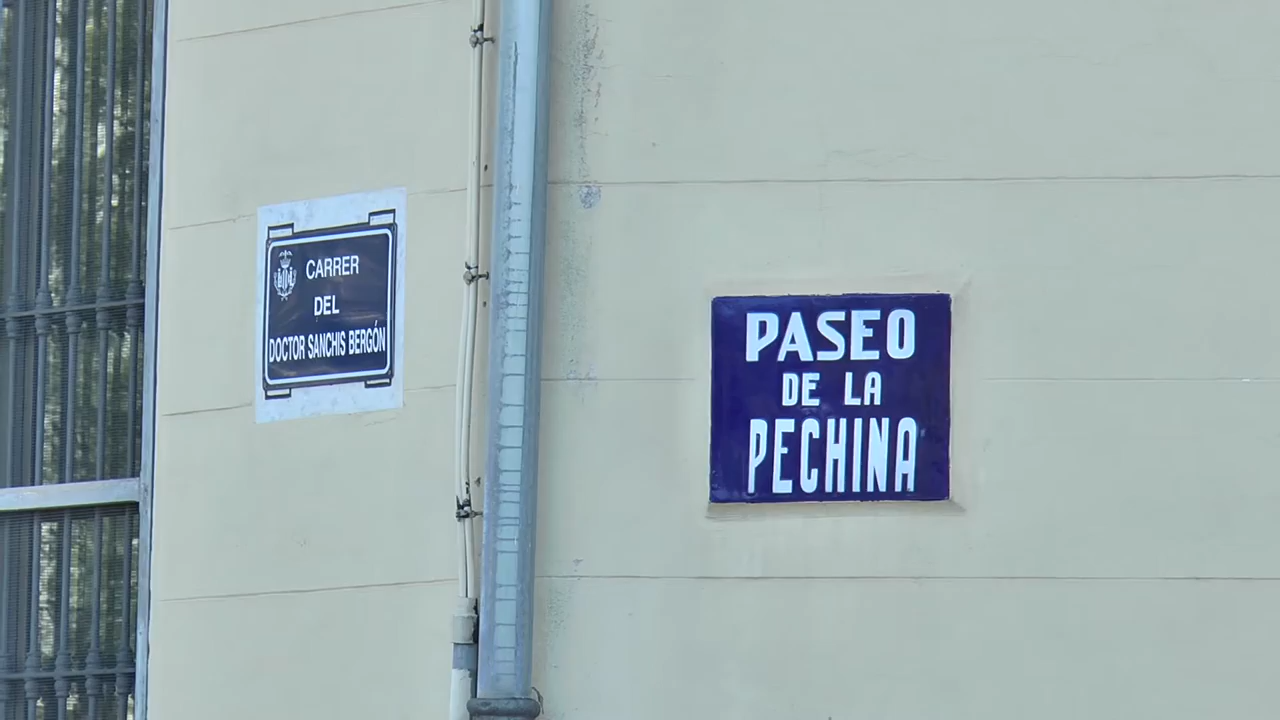 CARRER
DEL
DOCTOR SANCHIS BERGÓN
PASEO
DE LA
PECHINA